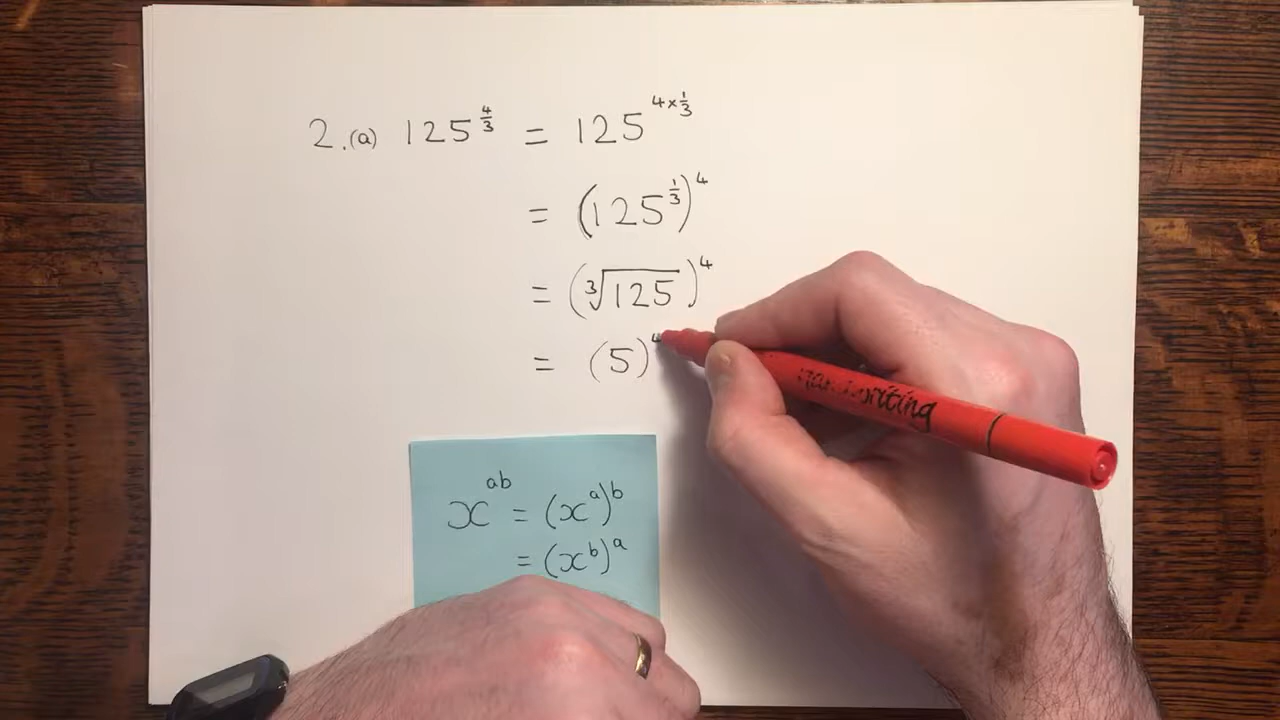 2.(a) 125^{4/3} = 125^{4×1/3}
= (125^{1/3})^4
= (∛125)^4
= (5)^4
x^{ab} = (x^a)^b
= (x^b)^a
Handwriting